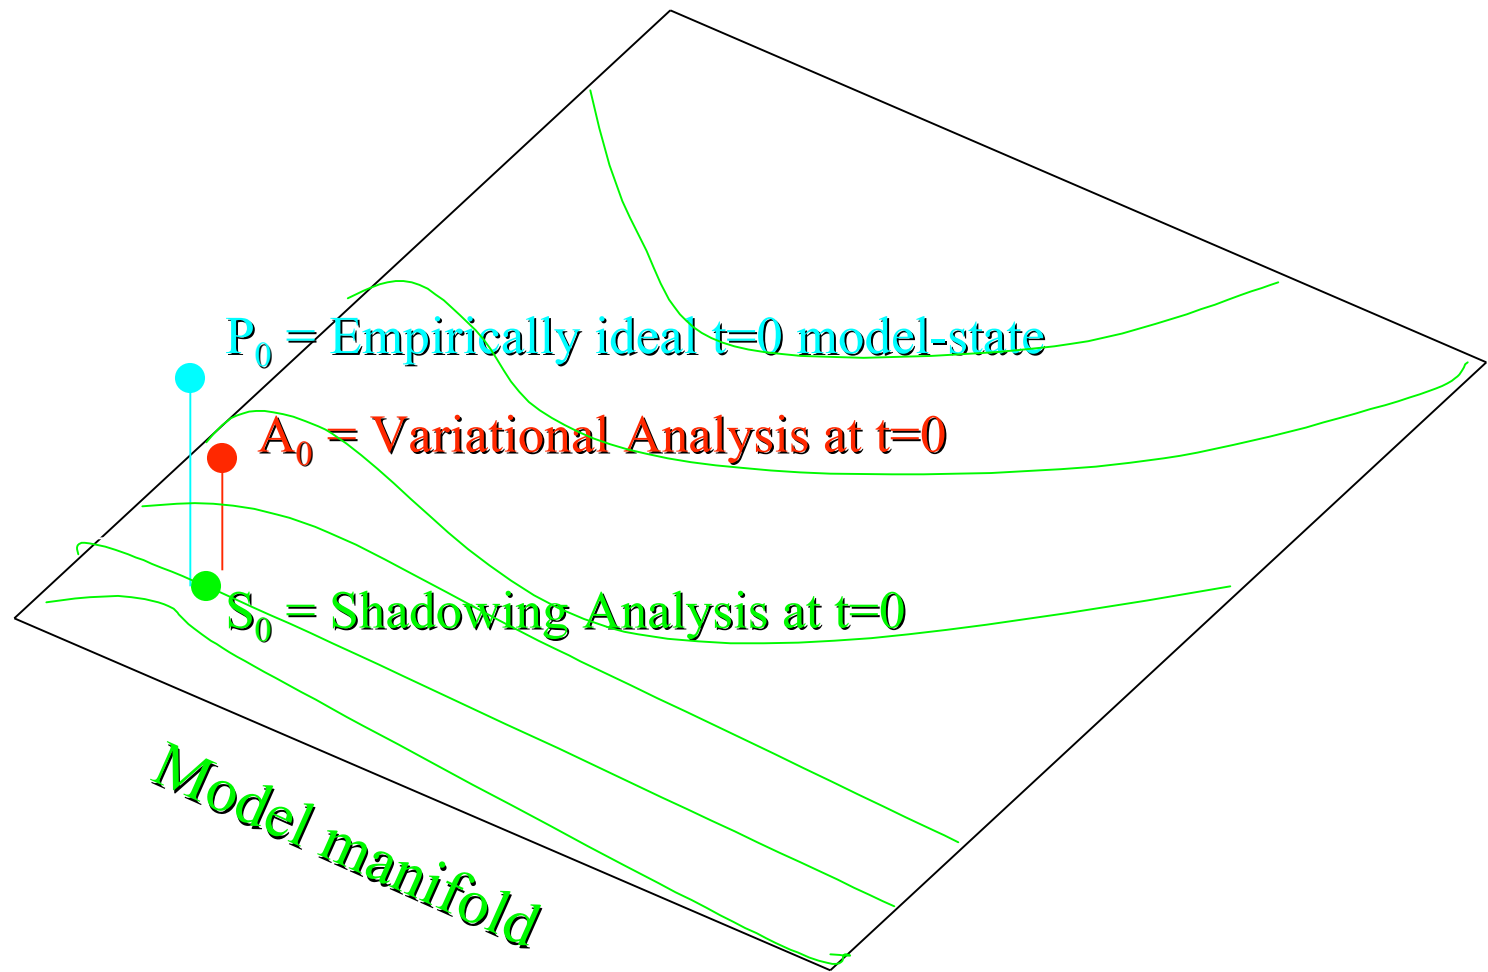 P₀ = Empirically ideal t=0 model-state
A₀ = Variational Analysis at t=0
S₀ = Shadowing Analysis at t=0
Model manifold